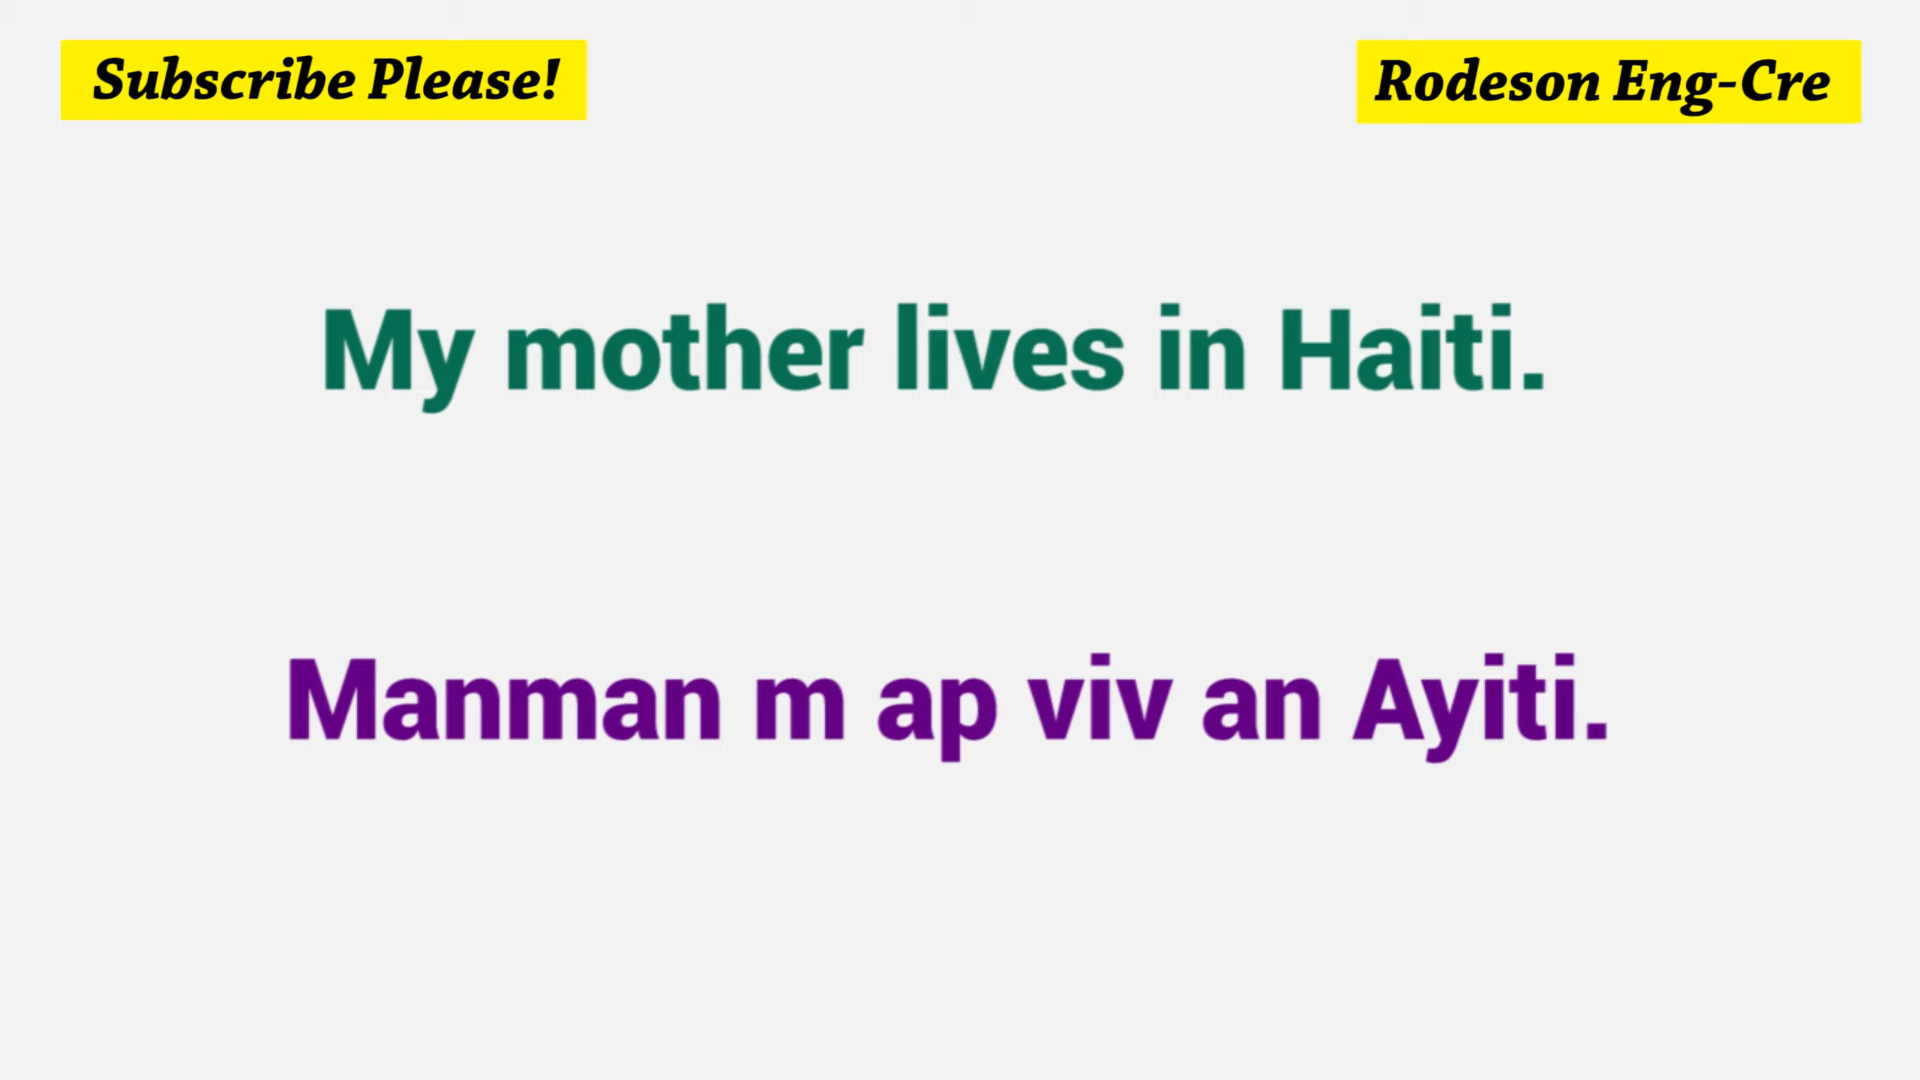 Subscribe Please!
Rodeson Eng-Cre
My mother lives in Haiti.
Manman m ap viv an Ayiti.